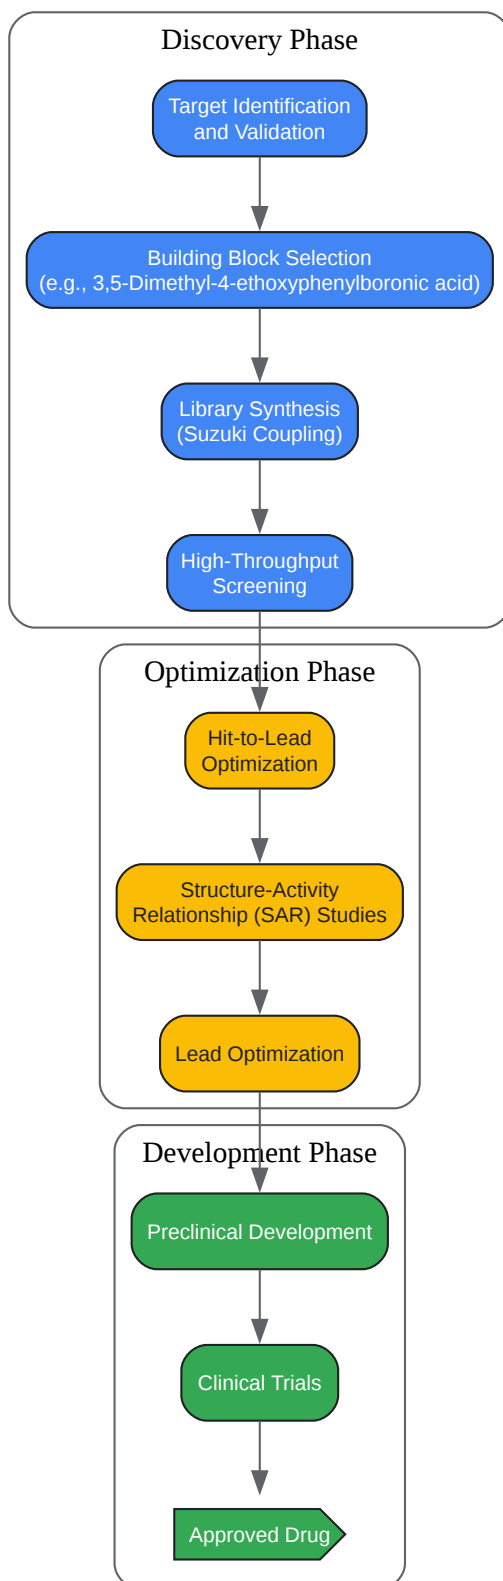 Discovery Phase
Target Identification
and Validation
Building Block Selection
(e.g., 3,5-Dimethyl-4-ethoxyphenylboronic acid)
Library Synthesis
(Suzuki Coupling)
High-Throughput
Screening
Optimization Phase
Hit-to-Lead
Optimization
Structure-Activity
Relationship (SAR) Studies
Lead Optimization
Development Phase
Preclinical Development
Clinical Trials
Approved Drug